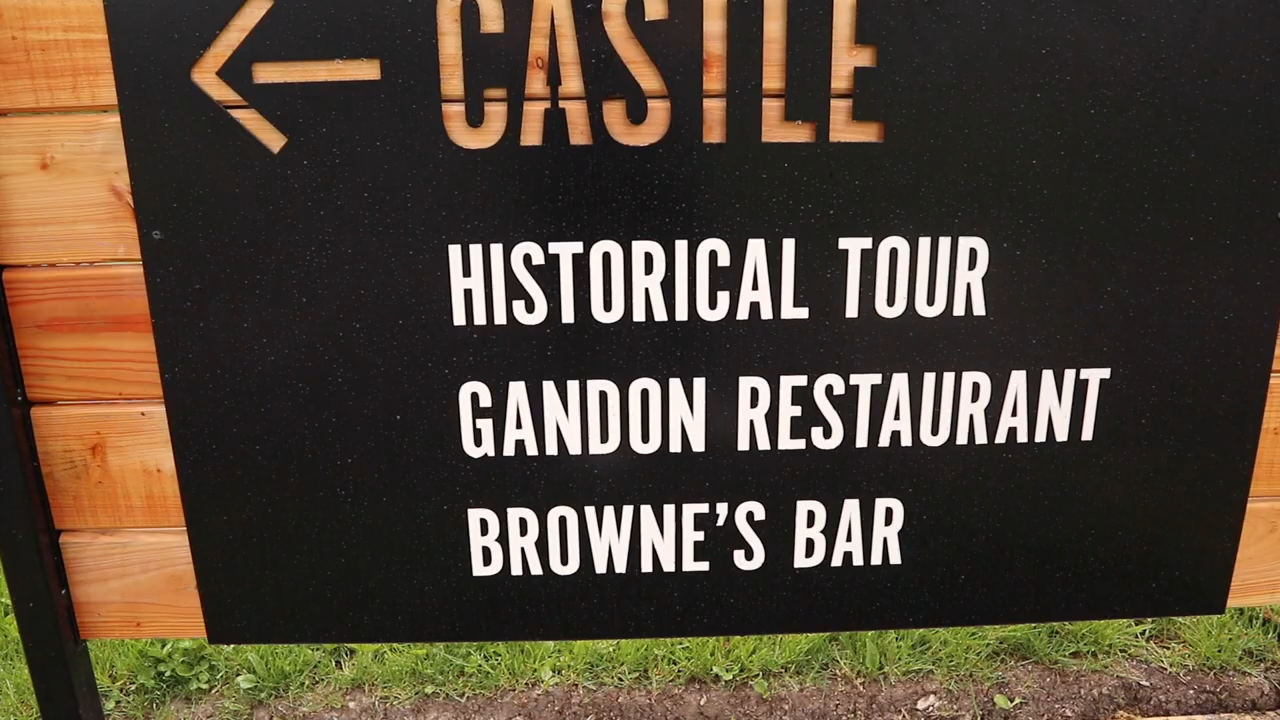 ← CASTLE
HISTORICAL TOUR
GANDON RESTAURANT
BROWNE'S BAR